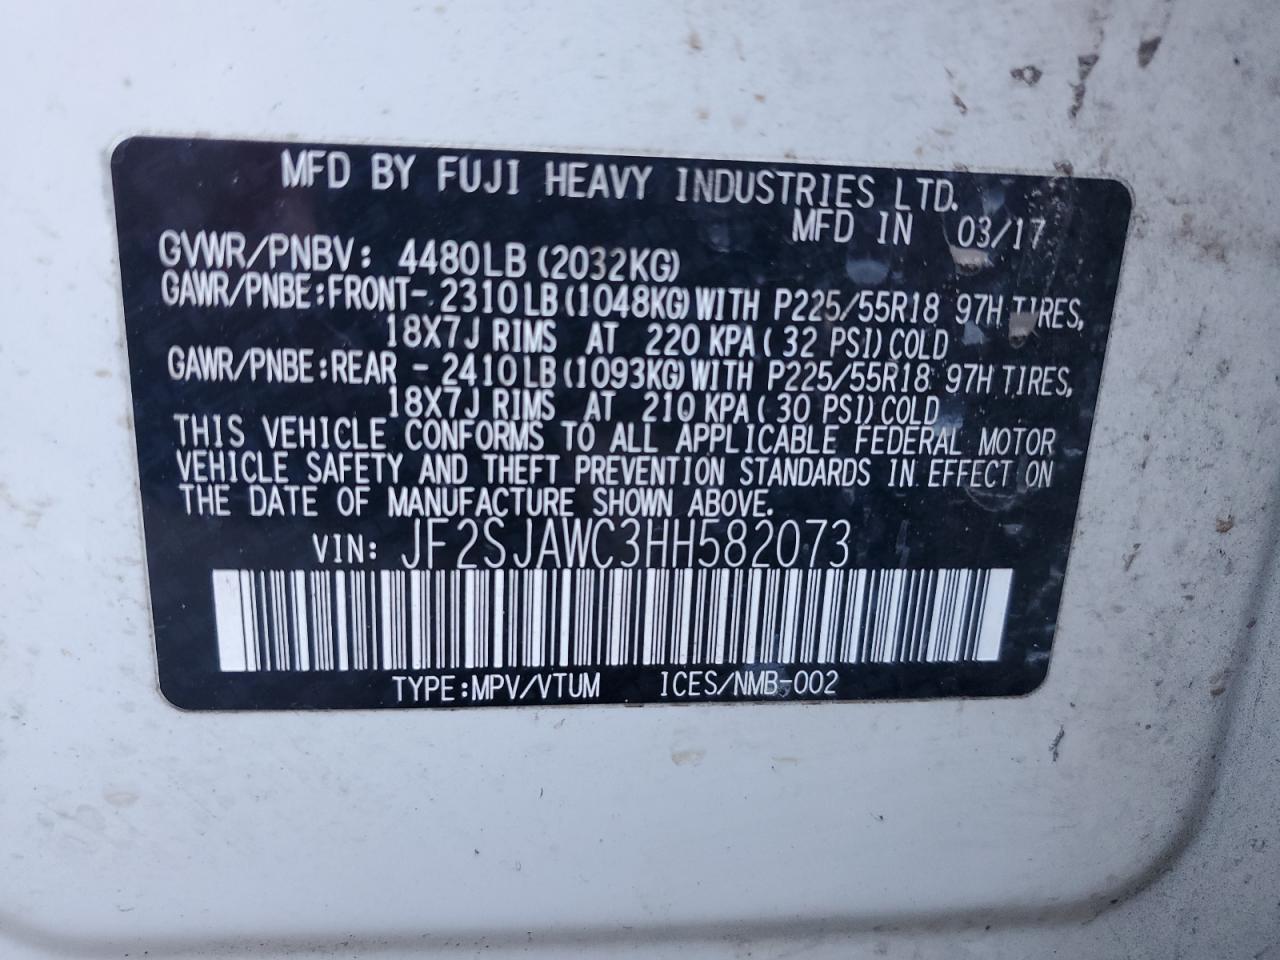 MFD BY FUJI HEAVY INDUSTRIES LTD.
MFD IN 03/17
GVWR/PNBV: 4480LB (2032KG)
GAWR/PNBE:FRONT- 2310LB(1048KG)WITH P225/55R18 97H TIRES,
18X7J RIMS AT 220 KPA( 32 PSI)COLD
GAWR/PNBE:REAR - 2410LB(1093KG)WITH P225/55R18 97H TIRES,
18X7J RIMS AT 210 KPA( 30 PSI)COLD
THIS VEHICLE CONFORMS TO ALL APPLICABLE FEDERAL MOTOR
VEHICLE SAFETY AND THEFT PREVENTION STANDARDS IN EFFECT ON
THE DATE OF MANUFACTURE SHOWN ABOVE.
VIN: JF2SJAWC3HH582073
TYPE:MPV/VTUM ICES/NMB-002